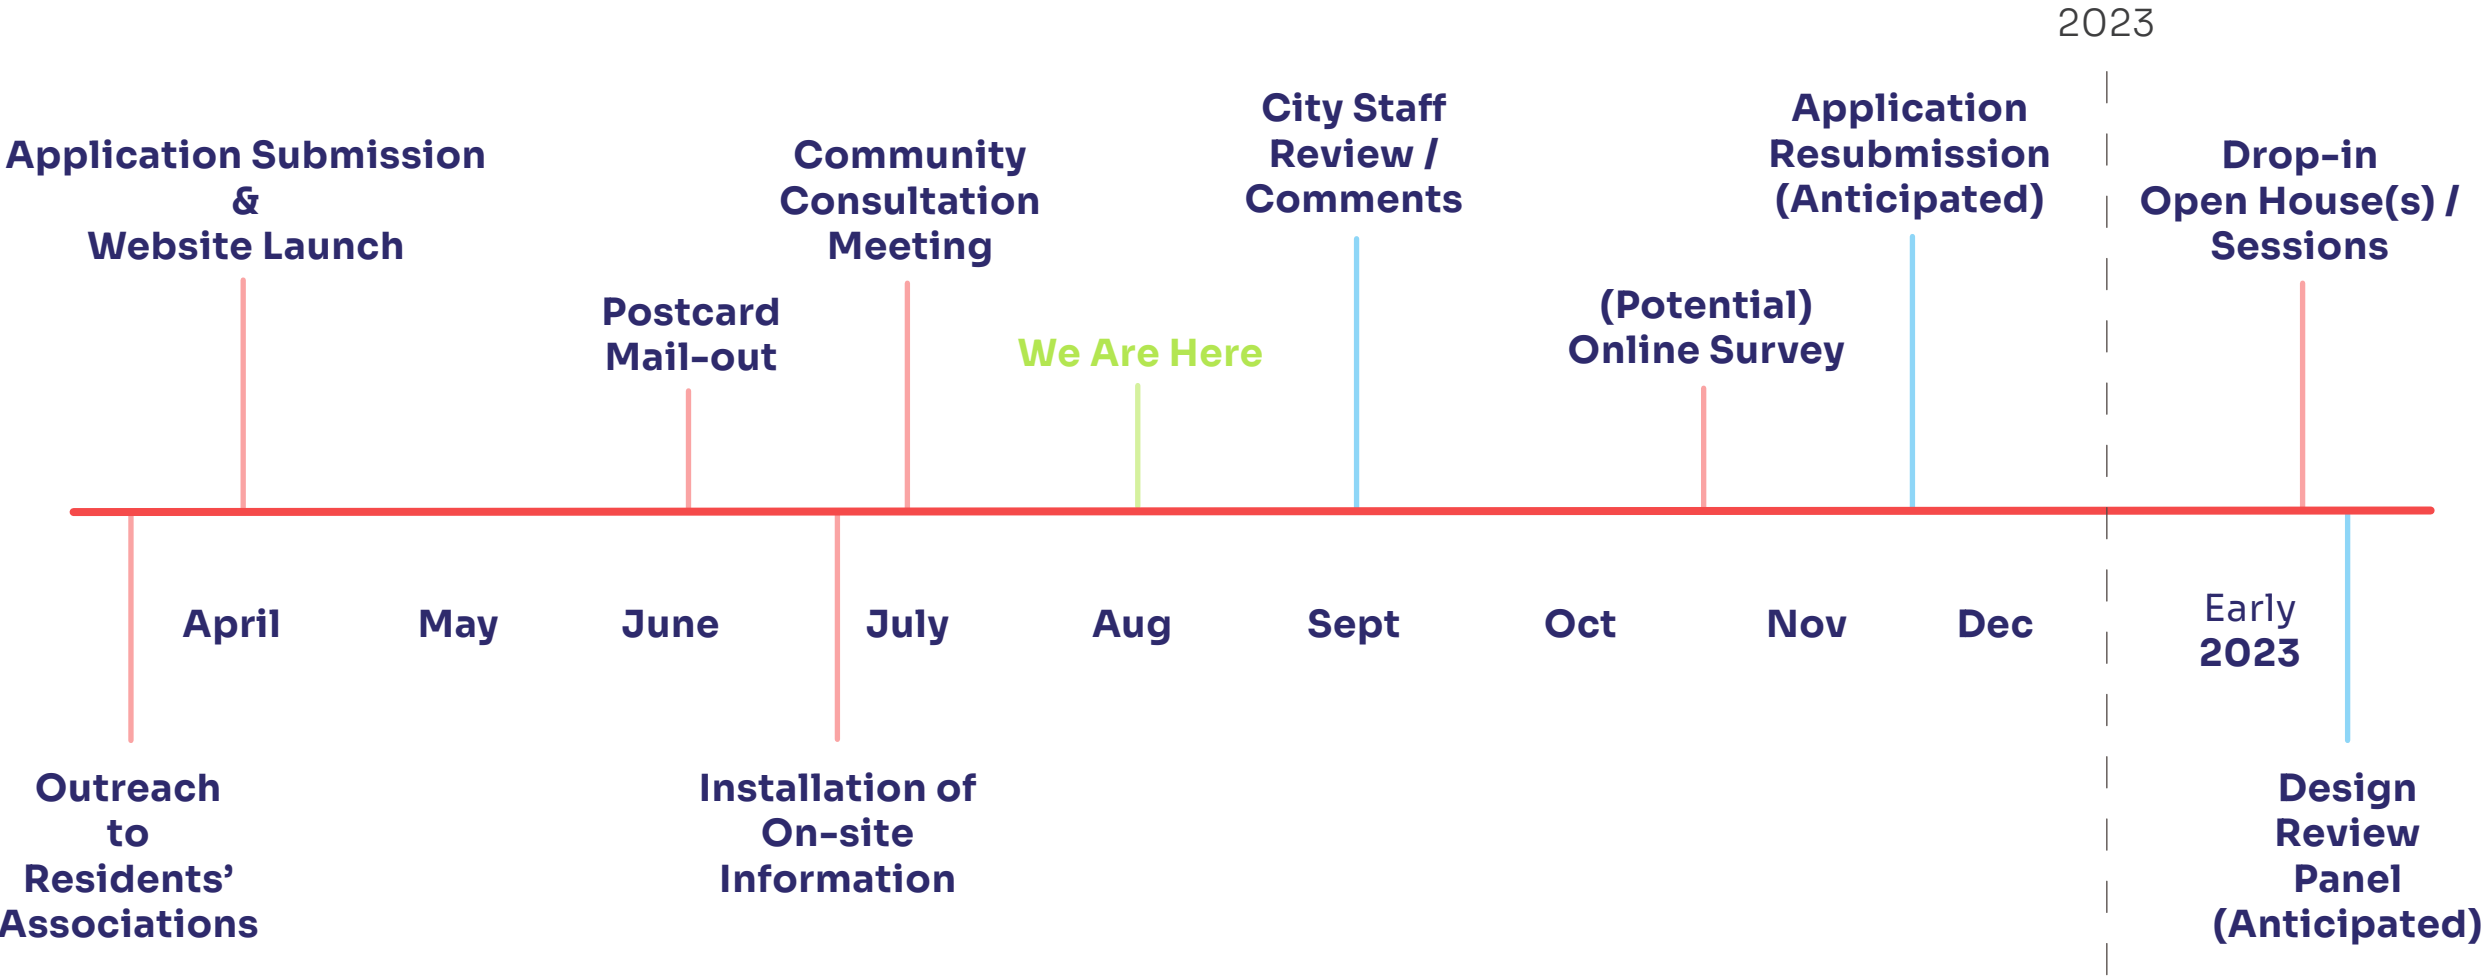 2023
Application Submission
&
Website Launch
Postcard
Mail-out
Community
Consultation
Meeting
We Are Here
City Staff
Review /
Comments
(Potential)
Online Survey
Application
Resubmission
(Anticipated)
Drop-in
Open House(s) /
Sessions
April
May
June
July
Aug
Sept
Oct
Nov
Dec
Early
2023
Outreach
to
Residents’
Associations
Installation of
On-site
Information
Design
Review
Panel
(Anticipated)